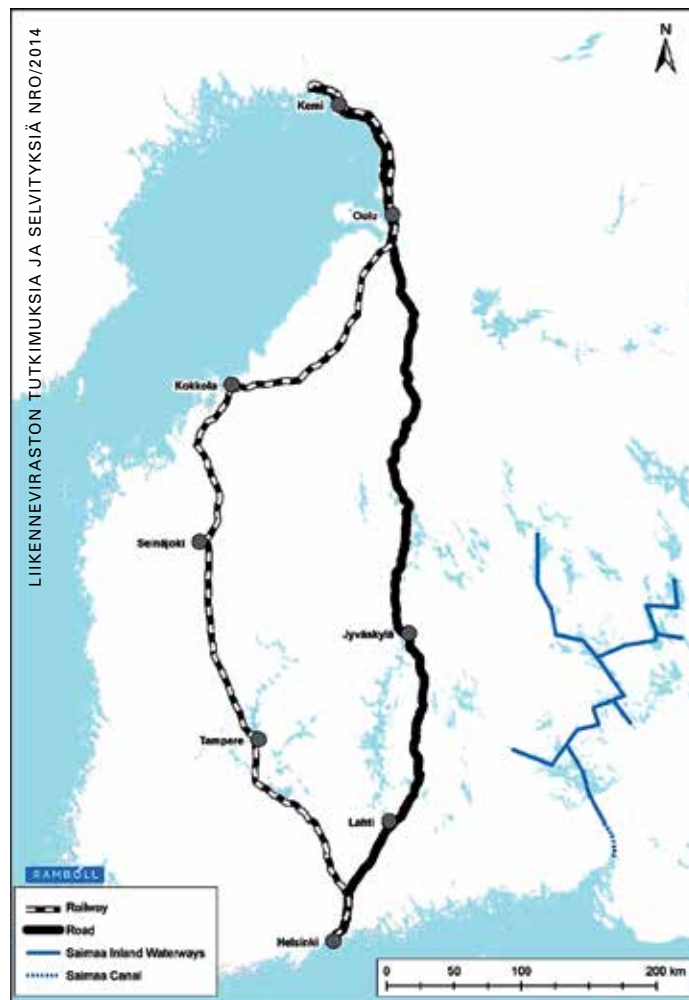 LIIKENNEVIRASTON TUTKIMUKSIA JA SELVITYKSIÄ NRO/2014
N
Kemi
Oulu
Kokkola
Seinäjoki
Jyväskylä
Tampere
Lahti
RAMBOLL
Railway
Road
Saimaa Inland Waterways
Saimaa Canal
Helsinki
0 50 100 200 km